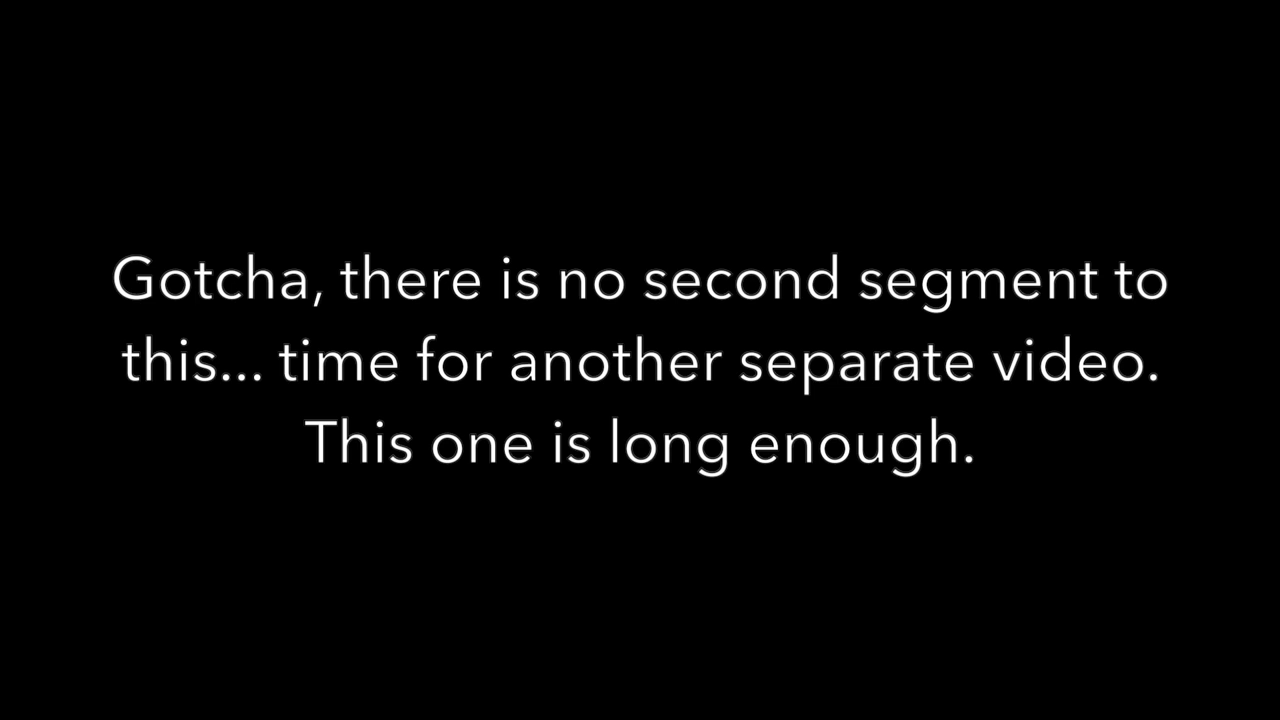 Gotcha, there is no second segment to
this... time for another separate video.
This one is long enough.